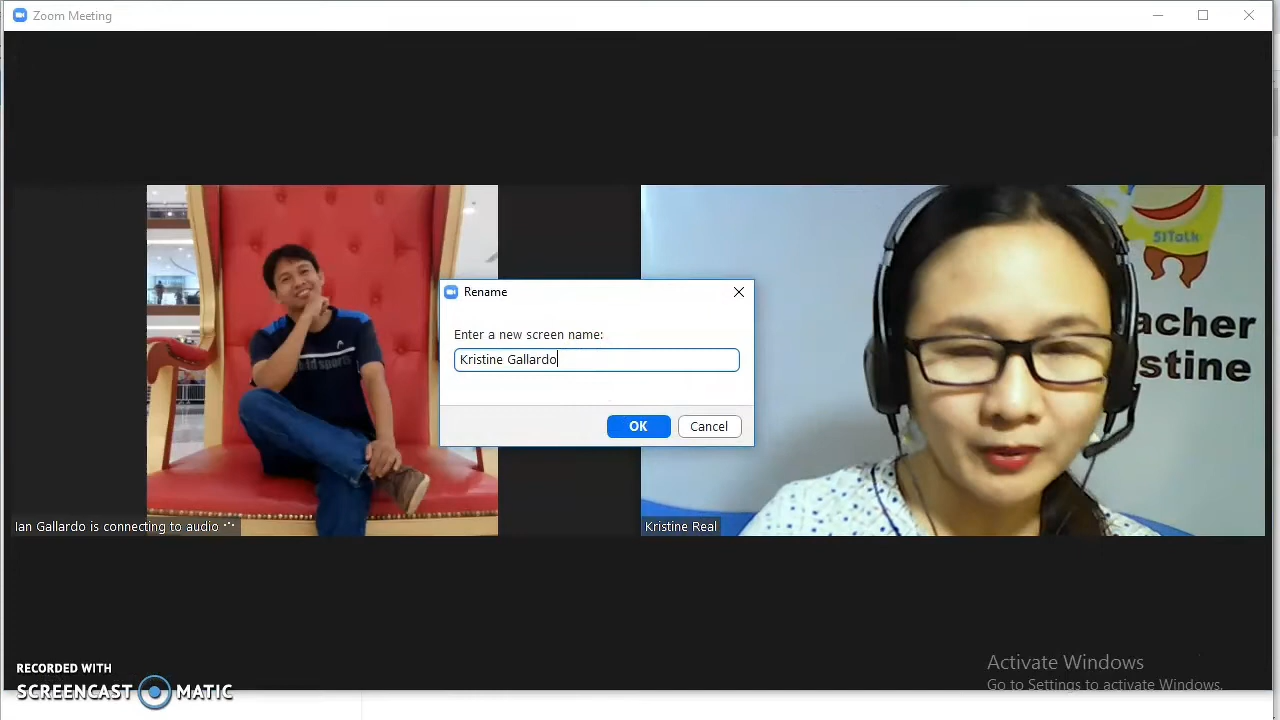 Zoom Meeting
51Talk
acher
stine
Rename
Enter a new screen name:
Kristine Gallardo
OK
Cancel
Ian Gallardo is connecting to audio
Kristine Real
RECORDED WITH
SCREENCAST MATIC
Activate Windows
Go to Settings to activate Windows.